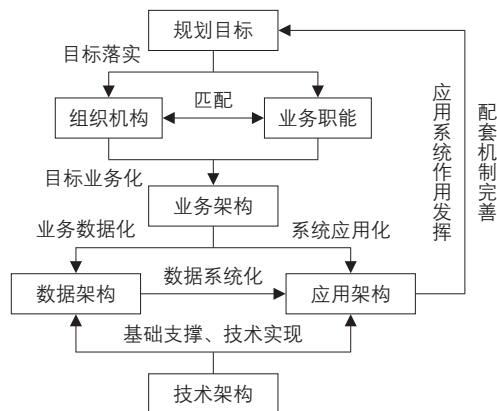 规划目标
目标落实
组织机构
匹配
业务职能
目标业务化
业务架构
业务数据化
系统应用化
数据架构
数据系统化
应用架构
基础支撑、技术实现
技术架构
应用系统作用发挥
配套机制完善